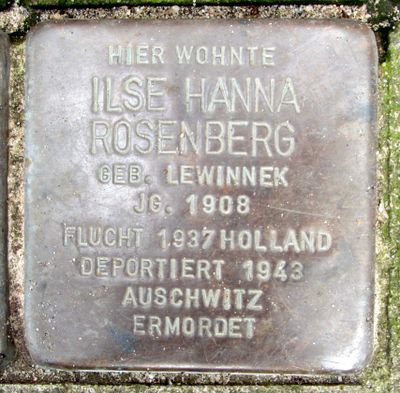 HIER WOHNTE
ILSE HANNA
ROSENBERG
GEB. LEWINNEK
JG. 1908
FLUCHT 1937 HOLLAND
DEPORTIERT 1943
AUSCHWITZ
ERMORDET